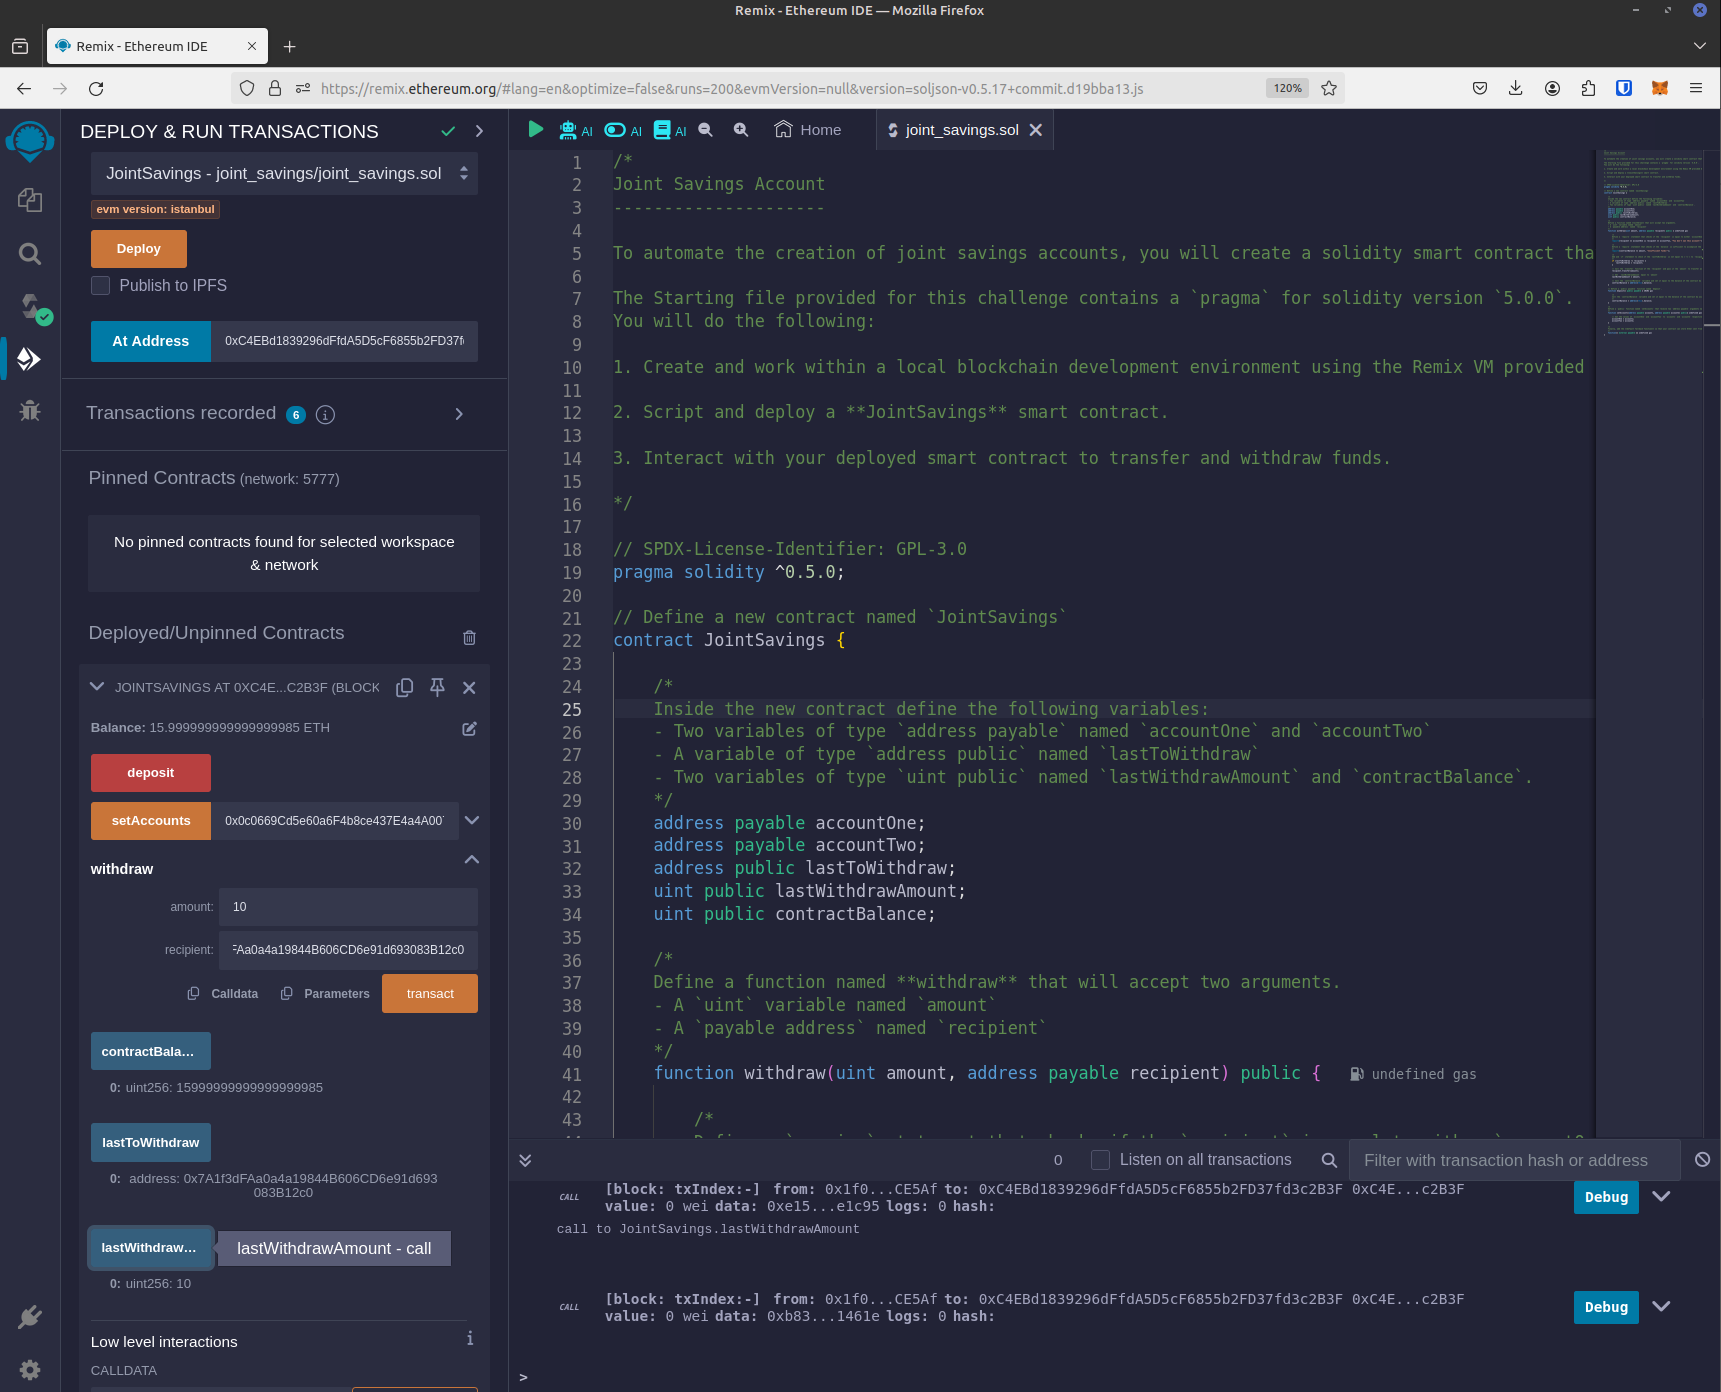 Remix - Ethereum IDE — Mozilla Firefox
Remix - Ethereum IDE
https://remix.ethereum.org/#lang=en&optimize=false&runs=200&evmVersion=null&version=soljson-v0.5.17+commit.d19bba13.js
120%
DEPLOY & RUN TRANSACTIONS
JointSavings - joint_savings/joint_savings.sol
evm version: istanbul
Deploy
Publish to IPFS
At Address
0xC4EBd1839296dFfdA5D5cF6855b2FD37f
Transactions recorded 6
Pinned Contracts (network: 5777)
No pinned contracts found for selected workspace
& network
Deployed/Unpinned Contracts
JOINTSAVINGS AT 0XC4E...C2B3F (BLOCK
Balance: 15.999999999999999985 ETH
deposit
setAccounts
0x0c0669Cd5e60a6F4b8ce437E4a4A007
withdraw
amount: 10
recipient: FAa0a4a19844B606CD6e91d693083B12c0
Calldata Parameters transact
contractBala...
0: uint256: 15999999999999999985
lastToWithdraw
0: address: 0x7A1f3dFAa0a4a19844B606CD6e91d693
083B12c0
lastWithdraw...
lastWithdrawAmount - call
0: uint256: 10
Low level interactions
CALLDATA
AI AI AI Home joint_savings.sol
1 /*
2 Joint Savings Account
3 ---------------------
4
5 To automate the creation of joint savings accounts, you will create a solidity smart contract tha
6
7 The Starting file provided for this challenge contains a `pragma` for solidity version `5.0.0`.
8 You will do the following:
9
10 1. Create and work within a local blockchain development environment using the Remix VM provided
11
12 2. Script and deploy a **JointSavings** smart contract.
13
14 3. Interact with your deployed smart contract to transfer and withdraw funds.
15
16 */
17
18 // SPDX-License-Identifier: GPL-3.0
19 pragma solidity ^0.5.0;
20
21 // Define a new contract named `JointSavings`
22 contract JointSavings {
23
24 /*
25 Inside the new contract define the following variables:
26 - Two variables of type `address payable` named `accountOne` and `accountTwo`
27 - A variable of type `address public` named `lastToWithdraw`
28 - Two variables of type `uint public` named `lastWithdrawAmount` and `contractBalance`.
29 */
30 address payable accountOne;
31 address payable accountTwo;
32 address public lastToWithdraw;
33 uint public lastWithdrawAmount;
34 uint public contractBalance;
35
36 /*
37 Define a function named **withdraw** that will accept two arguments.
38 - A `uint` variable named `amount`
39 - A `payable address` named `recipient`
40 */
41 function withdraw(uint amount, address payable recipient) public { undefined gas
42
43 /*
0 Listen on all transactions Filter with transaction hash or address
CALL [block: txIndex:-] from: 0x1f0...CE5Af to: 0xC4EBd1839296dFfdA5D5cF6855b2FD37fd3c2B3F 0xC4E...c2B3F
value: 0 wei data: 0xe15...e1c95 logs: 0 hash:
Debug
call to JointSavings.lastWithdrawAmount
CALL [block: txIndex:-] from: 0x1f0...CE5Af to: 0xC4EBd1839296dFfdA5D5cF6855b2FD37fd3c2B3F 0xC4E...c2B3F
value: 0 wei data: 0xb83...1461e logs: 0 hash:
Debug
>